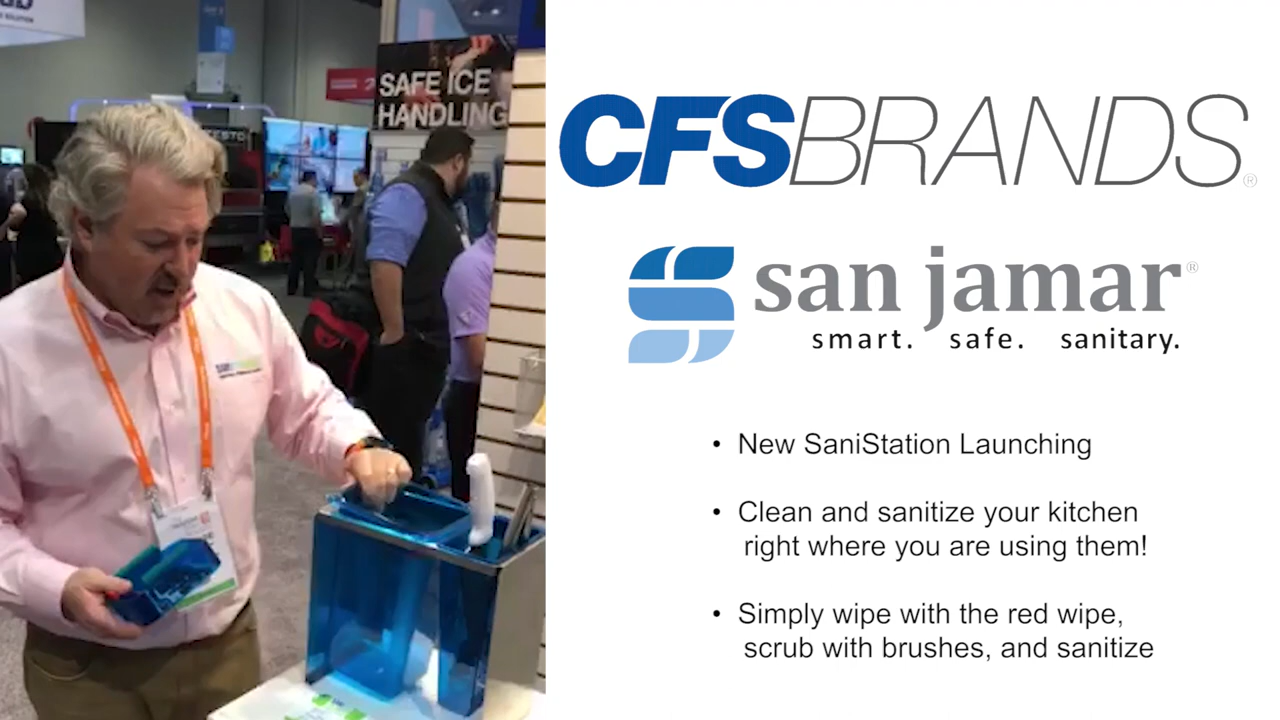 SAFE ICE
HANDLING
CFSBRANDS®
san jamar®
smart. safe. sanitary.
• New SaniStation Launching
• Clean and sanitize your kitchen
right where you are using them!
• Simply wipe with the red wipe,
scrub with brushes, and sanitize